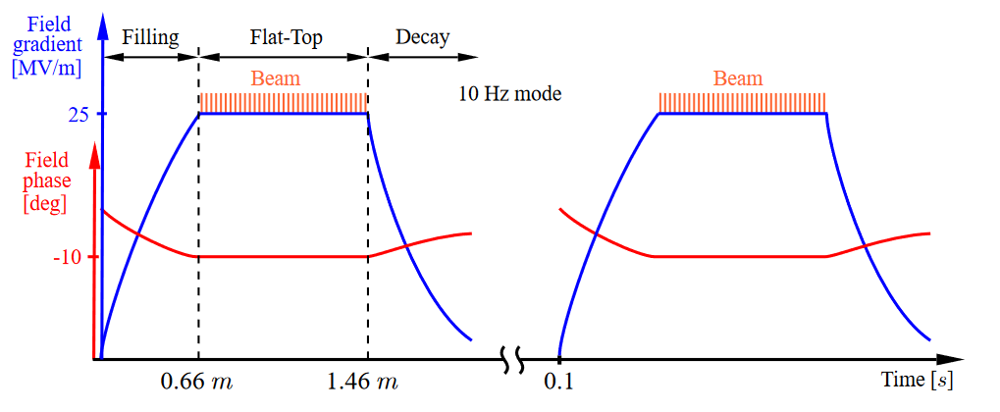 Field
gradient
[MV/m]
Filling
Flat-Top
Decay
Beam
Beam
10 Hz mode
25
Field
phase
[deg]
-10
0.66 m
1.46 m
0.1
Time [s]